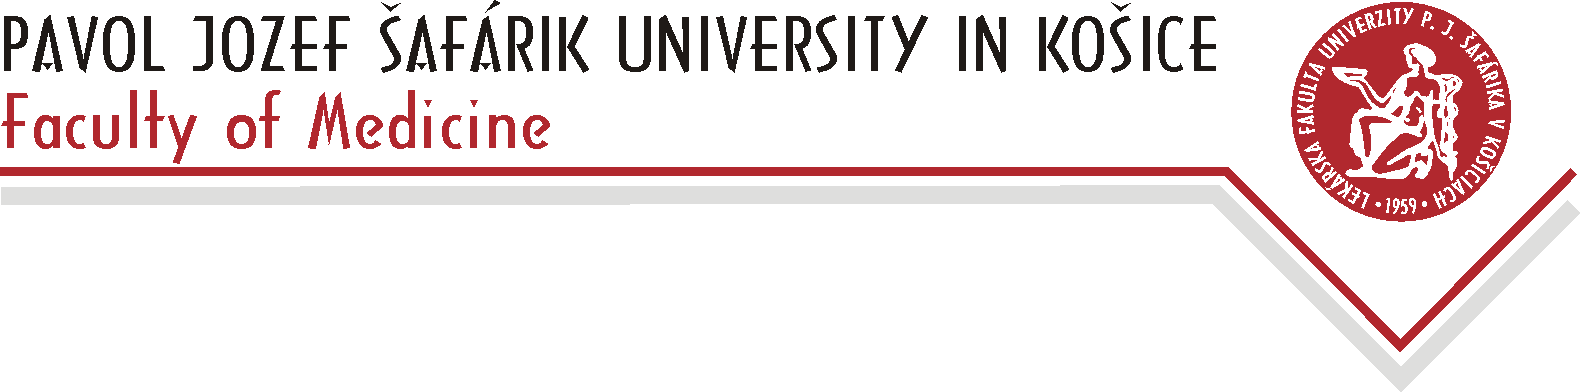 PAVOL JOZEF ŠAFÁRIK UNIVERSITY IN KOŠICE
Faculty of Medicine
LEKÁRSKA FAKULTA UNIVERZITY P. J. ŠAFÁRIKA V KOŠICIACH
• 1959 •